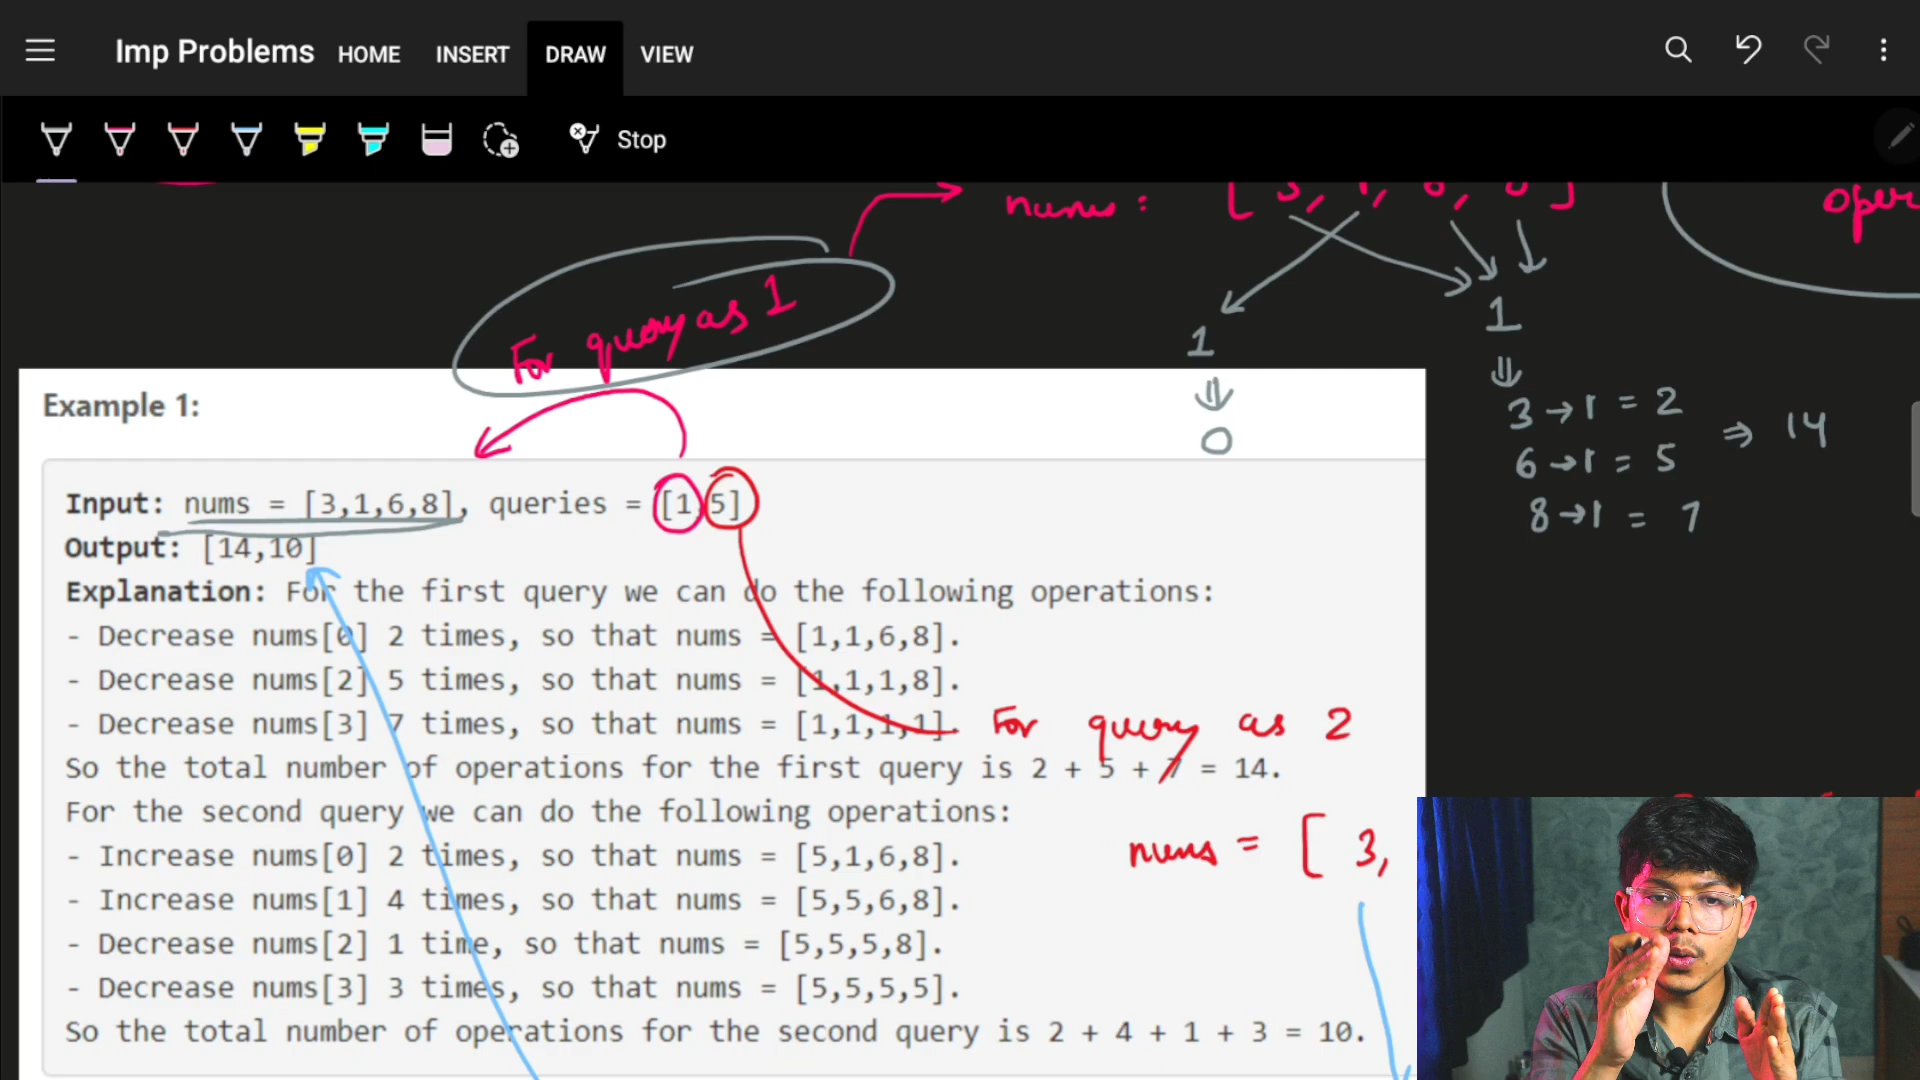 Imp Problems HOME INSERT DRAW VIEW
Stop
nums : [ 3, 1, 6, 8 ]
oper
For query as 1
1
1
0
3 → 1 = 2
6 → 1 = 5 ⇒ 14
8 → 1 = 7
Example 1:
Input: nums = [3,1,6,8], queries = [1,5]
Output: [14,10]
Explanation: For the first query we can do the following operations:
- Decrease nums[0] 2 times, so that nums = [1,1,6,8].
- Decrease nums[2] 5 times, so that nums = [1,1,1,8].
- Decrease nums[3] 7 times, so that nums = [1,1,1,1].
For query as 2
So the total number of operations for the first query is 2 + 5 + 7 = 14.
For the second query we can do the following operations:
- Increase nums[0] 2 times, so that nums = [5,1,6,8].
nums = [ 3,
- Increase nums[1] 4 times, so that nums = [5,5,6,8].
- Decrease nums[2] 1 time, so that nums = [5,5,5,8].
- Decrease nums[3] 3 times, so that nums = [5,5,5,5].
So the total number of operations for the second query is 2 + 4 + 1 + 3 = 10.